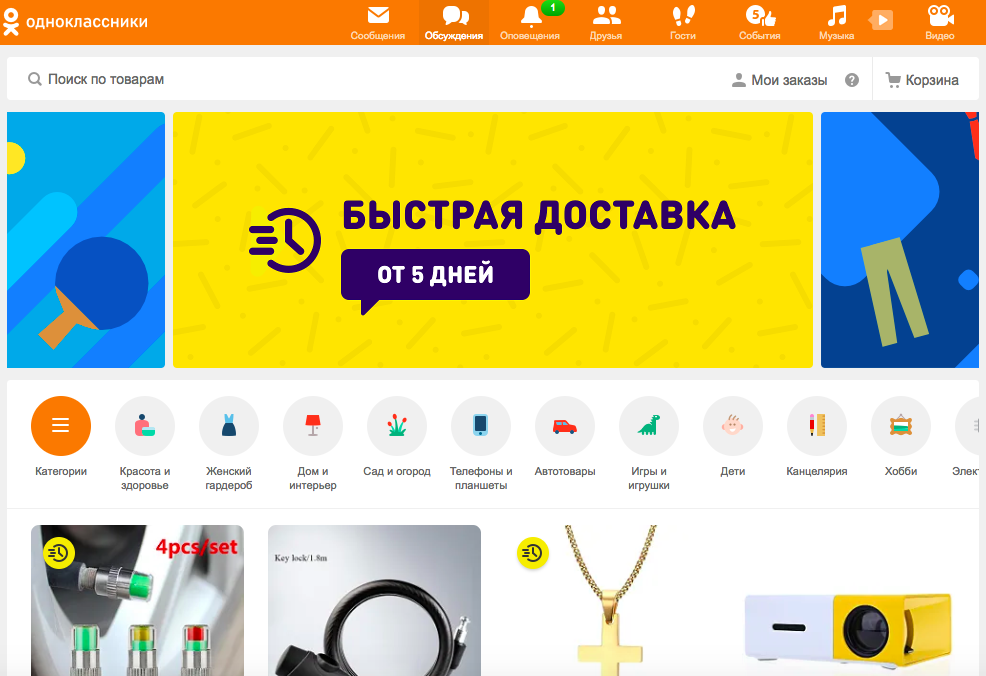 одноклассники
Сообщения
Обсуждения
1
Оповещения
Друзья
Гости
5
События
Музыка
Видео
Поиск по товарам
Мои заказы
?
Корзина
БЫСТРАЯ ДОСТАВКА
ОТ 5 ДНЕЙ
Категории
Красота и
здоровье
Женский
гардероб
Дом и
интерьер
Сад и огород
Телефоны и
планшеты
Автотовары
Игры и
игрушки
Дети
Канцелярия
Хобби
Элект
4pcs/set
Key lock/1.8m